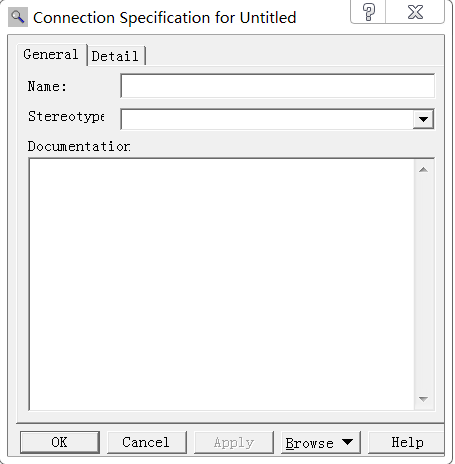 Connection Specification for Untitled
General Detail
Name:
Stereotype
Documentation
OK Cancel Apply Browse Help